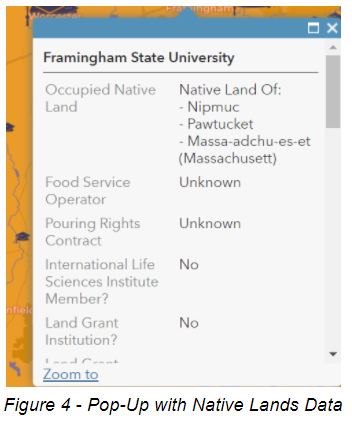 Worcester
Framingham
Framingham State University
Occupied Native Native Land Of:
Land - Nipmuc
- Pawtucket
- Massa-adchu-es-et
(Massachusett)
Food Service Unknown
Operator
Pouring Rights Unknown
Contract
International Life No
Sciences Institute
Member?
Land Grant No
Institution?
Land Grant
Zoom to
Figure 4 - Pop-Up with Native Lands Data